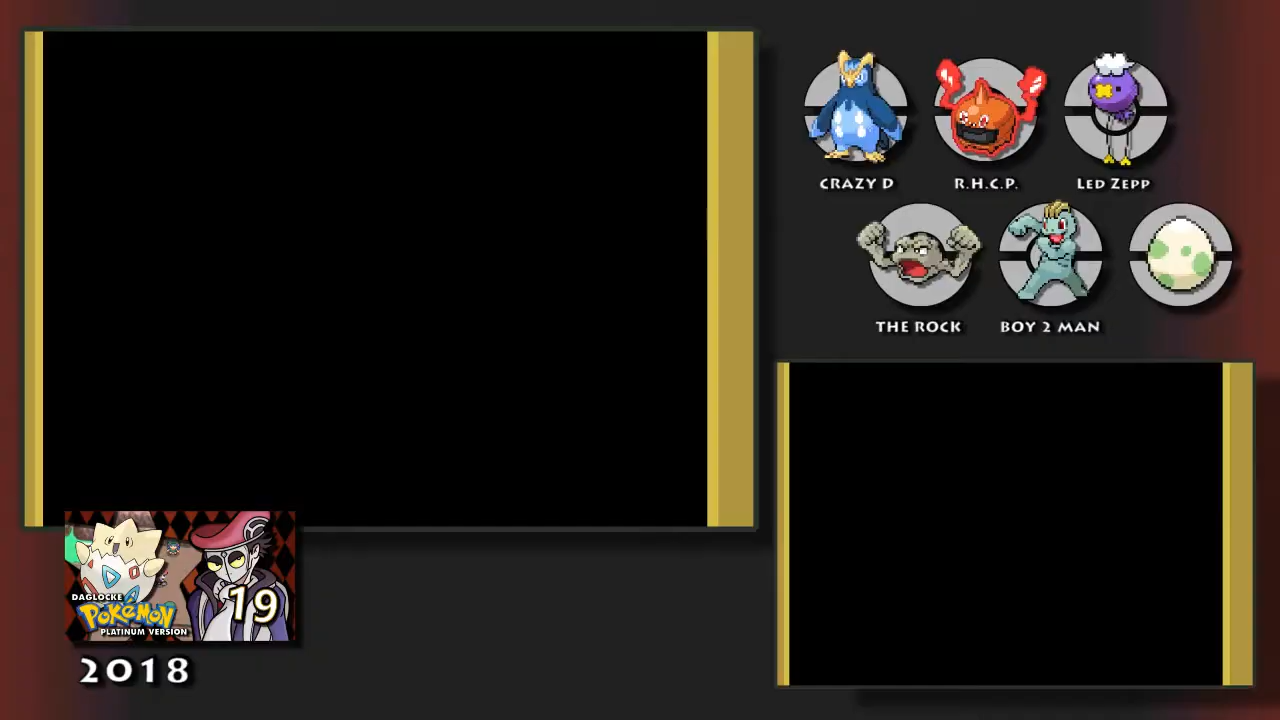 CRAZY D
R.H.C.P.
LED ZEPP
THE ROCK
BOY 2 MAN
19
DAGLOCKE
POKéMON
PLATINUM VERSION
2018